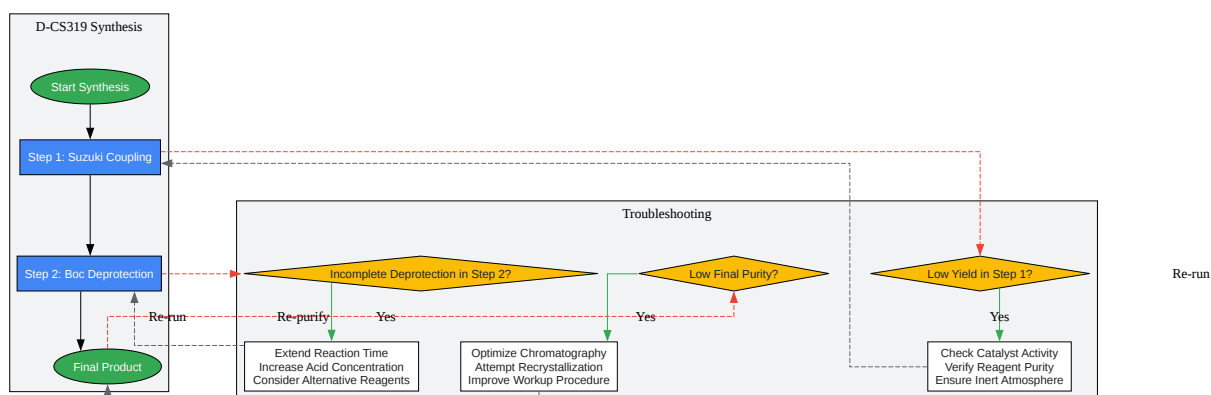 D-CS319 Synthesis
Start Synthesis
Step 1: Suzuki Coupling
Troubleshooting
Step 2: Boc Deprotection
Incomplete Deprotection in Step 2?
Low Final Purity?
Low Yield in Step 1?
Re-run
Re-run
Re-purify
Yes
Yes
Yes
Final Product
Extend Reaction Time
Increase Acid Concentration
Consider Alternative Reagents
Optimize Chromatography
Attempt Recrystallization
Improve Workup Procedure
Check Catalyst Activity
Verify Reagent Purity
Ensure Inert Atmosphere